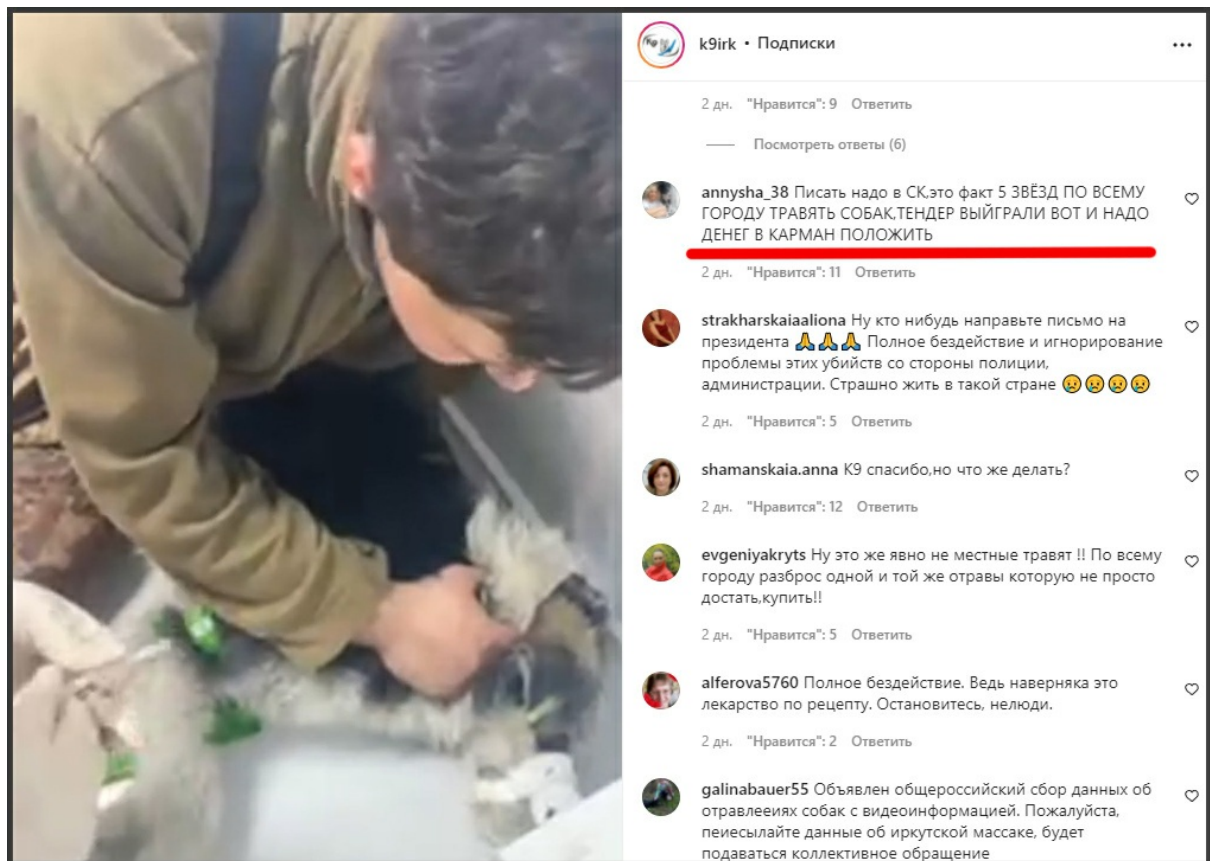 k9irk • Подписки
2 дн. "Нравится": 9 Ответить
Посмотреть ответы (6)
annysha_38 Писать надо в СК,это факт 5 ЗВЁЗД ПО ВСЕМУ
ГОРОДУ ТРАВЯТЬ СОБАК,ТЕНДЕР ВЫЙГРАЛИ ВОТ И НАДО
ДЕНЕГ В КАРМАН ПОЛОЖИТЬ
2 дн. "Нравится": 11 Ответить
strakharskaiaaliona Ну кто нибудь направьте письмо на
президента 🙏🙏🙏 Полное бездействие и игнорирование
проблемы этих убийств со стороны полиции,
администрации. Страшно жить в такой стране 😢😢😢😢
2 дн. "Нравится": 5 Ответить
shamanskaia.anna К9 спасибо,но что же делать?
2 дн. "Нравится": 12 Ответить
evgeniyakryts Ну это же явно не местные травят !! По всему
городу разброс одной и той же отравы которую не просто
достать,купить!!
2 дн. "Нравится": 5 Ответить
alferova5760 Полное бездействие. Ведь наверняка это
лекарство по рецепту. Остановитесь, нелюди.
2 дн. "Нравится": 2 Ответить
galinabauer55 Объявлен общероссийский сбор данных об
отравлееиях собак с видеоинформацией. Пожалуйста,
пеиесылайте данные об иркутской массаке, будет
подаваться коллективное обращение